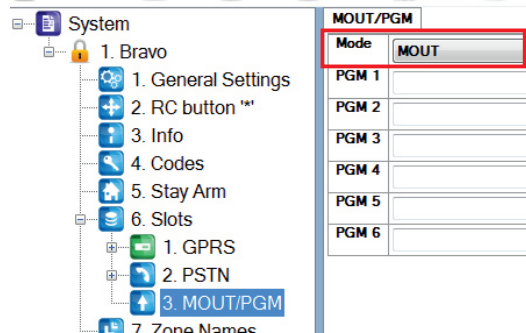 System
1. Bravo
1. General Settings
2. RC button '*'
3. Info
4. Codes
5. Stay Arm
6. Slots
1. GPRS
2. PSTN
3. MOUT/PGM
7. Zone Names
MOUT/PGM
Mode MOUT
PGM 1
PGM 2
PGM 3
PGM 4
PGM 5
PGM 6